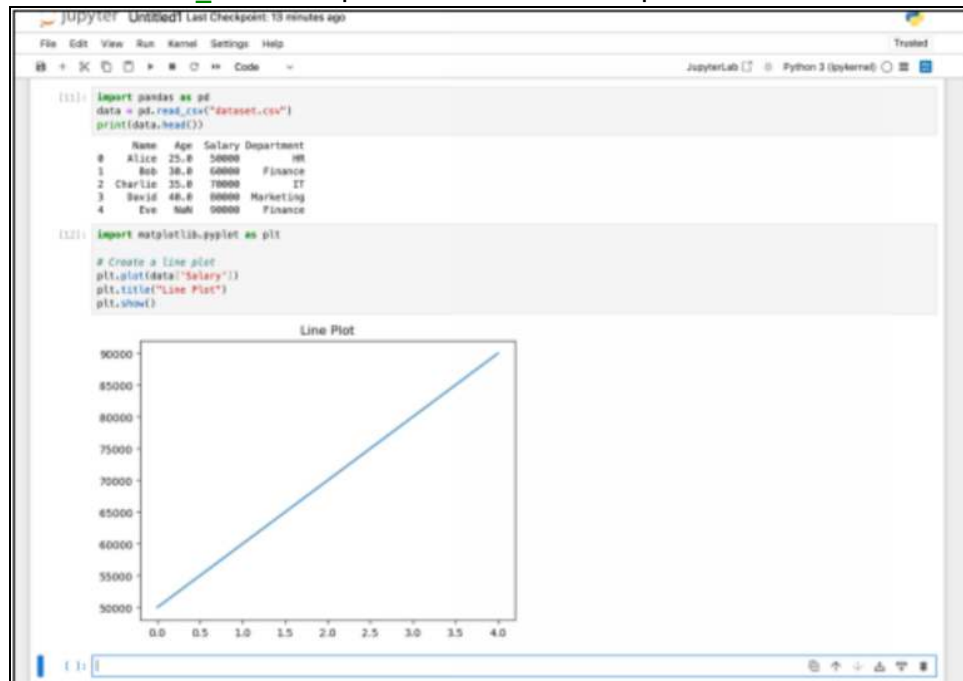 jupyter Untitled1 Last Checkpoint: 13 minutes ago
File Edit View Run Kernel Settings Help Trusted
Code JupyterLab Python 3 (ipykernel)
[11]: import pandas as pd
data = pd.read_csv("dataset.csv")
print(data.head())
Name Age Salary Department
0 Alice 25.0 50000 HR
1 Bob 30.0 60000 Finance
2 Charlie 35.0 70000 IT
3 David 40.0 80000 Marketing
4 Eve NaN 90000 Finance
[12]: import matplotlib.pyplot as plt
# Create a line plot
plt.plot(data['Salary'])
plt.title("Line Plot")
plt.show()
Line Plot
90000
85000
80000
75000
70000
65000
60000
55000
50000
0.0 0.5 1.0 1.5 2.0 2.5 3.0 3.5 4.0
[ ]: